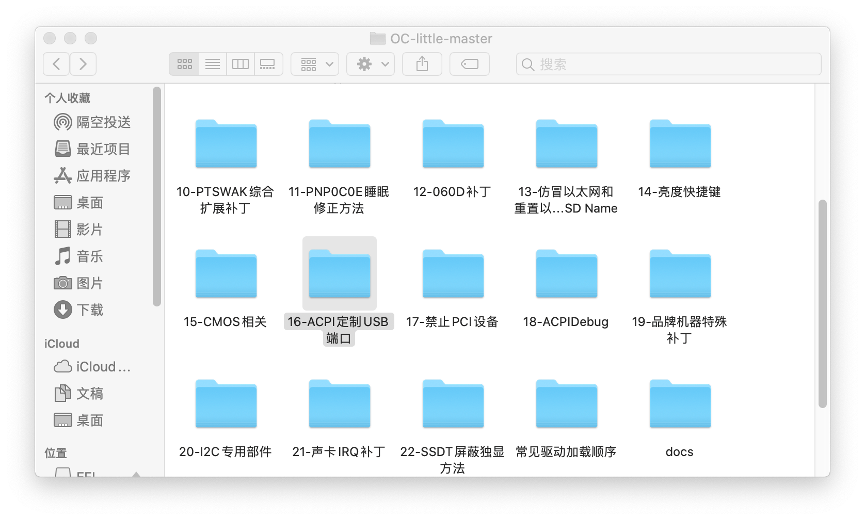 OC-little-master
搜索
个人收藏
隔空投送
最近项目
应用程序
桌面
影片
音乐
图片
下载
iCloud
iCloud…
文稿
桌面
位置
EFI
10-PTSWAK综合
扩展补丁
11-PNP0C0E睡眠
修正方法
12-060D补丁
13-仿冒以太网和
重置以…SD Name
14-亮度快捷键
15-CMOS相关
16-ACPI定制USB
端口
17-禁止PCI设备
18-ACPIDebug
19-品牌机器特殊
补丁
20-I2C专用部件
21-声卡IRQ补丁
22-SSDT屏蔽独显
方法
常见驱动加载顺序
docs